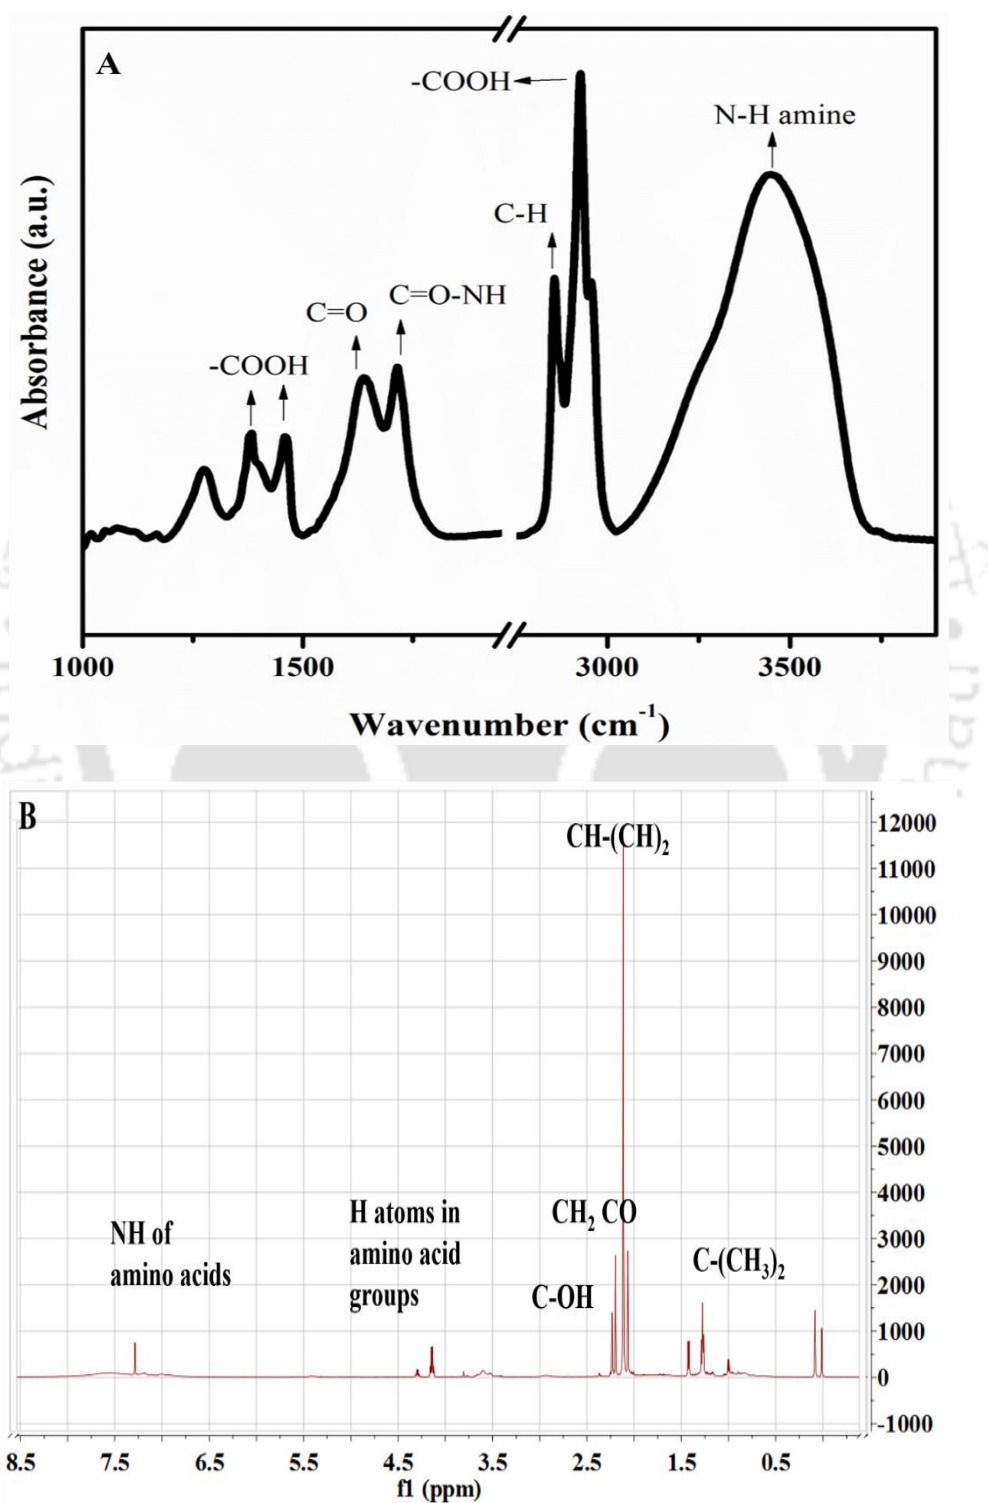 A
-COOH
N-H amine
C-H
C=O-NH
C=O
-COOH
Absorbance (a.u.)
1000 1500 3000 3500
Wavenumber (cm⁻¹)
B
CH-(CH)₂
12000
11000
10000
9000
8000
7000
6000
5000
4000
3000
2000
1000
0
-1000
NH of
amino acids
H atoms in
amino acid
groups
CH₂ CO
C-OH
C-(CH₃)₂
8.5 7.5 6.5 5.5 4.5 3.5 2.5 1.5 0.5
f1 (ppm)